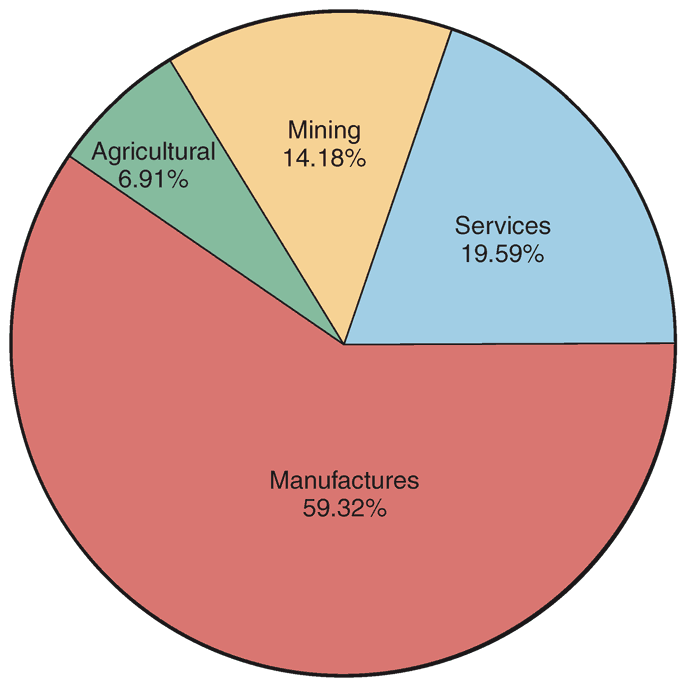 Mining
14.18%
Agricultural
6.91%
Services
19.59%
Manufactures
59.32%